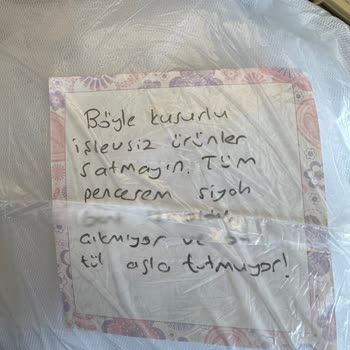 Böyle kusurlu
işlevsiz ürünler
satmayın. Tüm
pencerem siyah
çıkmıyor ve
tül asla tutmuyor!